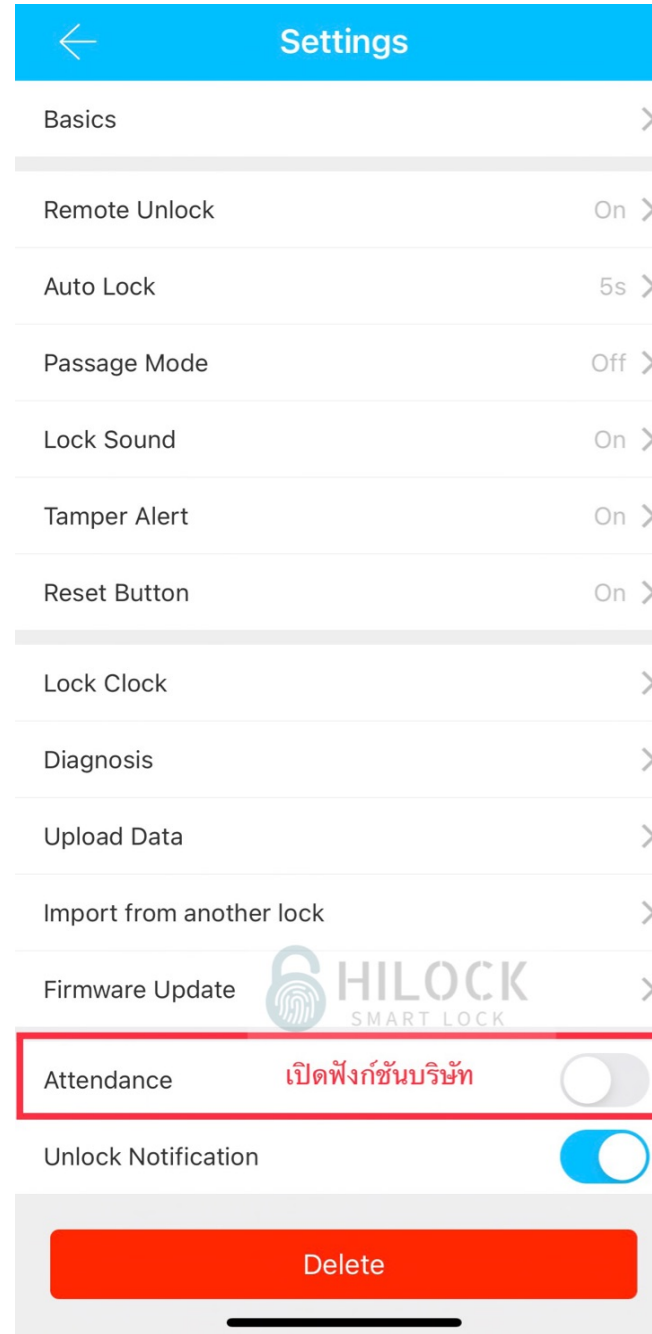 Settings
Basics
Remote Unlock On
Auto Lock 5s
Passage Mode Off
Lock Sound On
Tamper Alert On
Reset Button On
Lock Clock
Diagnosis
Upload Data
Import from another lock
HILOCK
Firmware Update
SMART LOCK
Attendance เปิดฟังก์ชันบริษัท
Unlock Notification
Delete